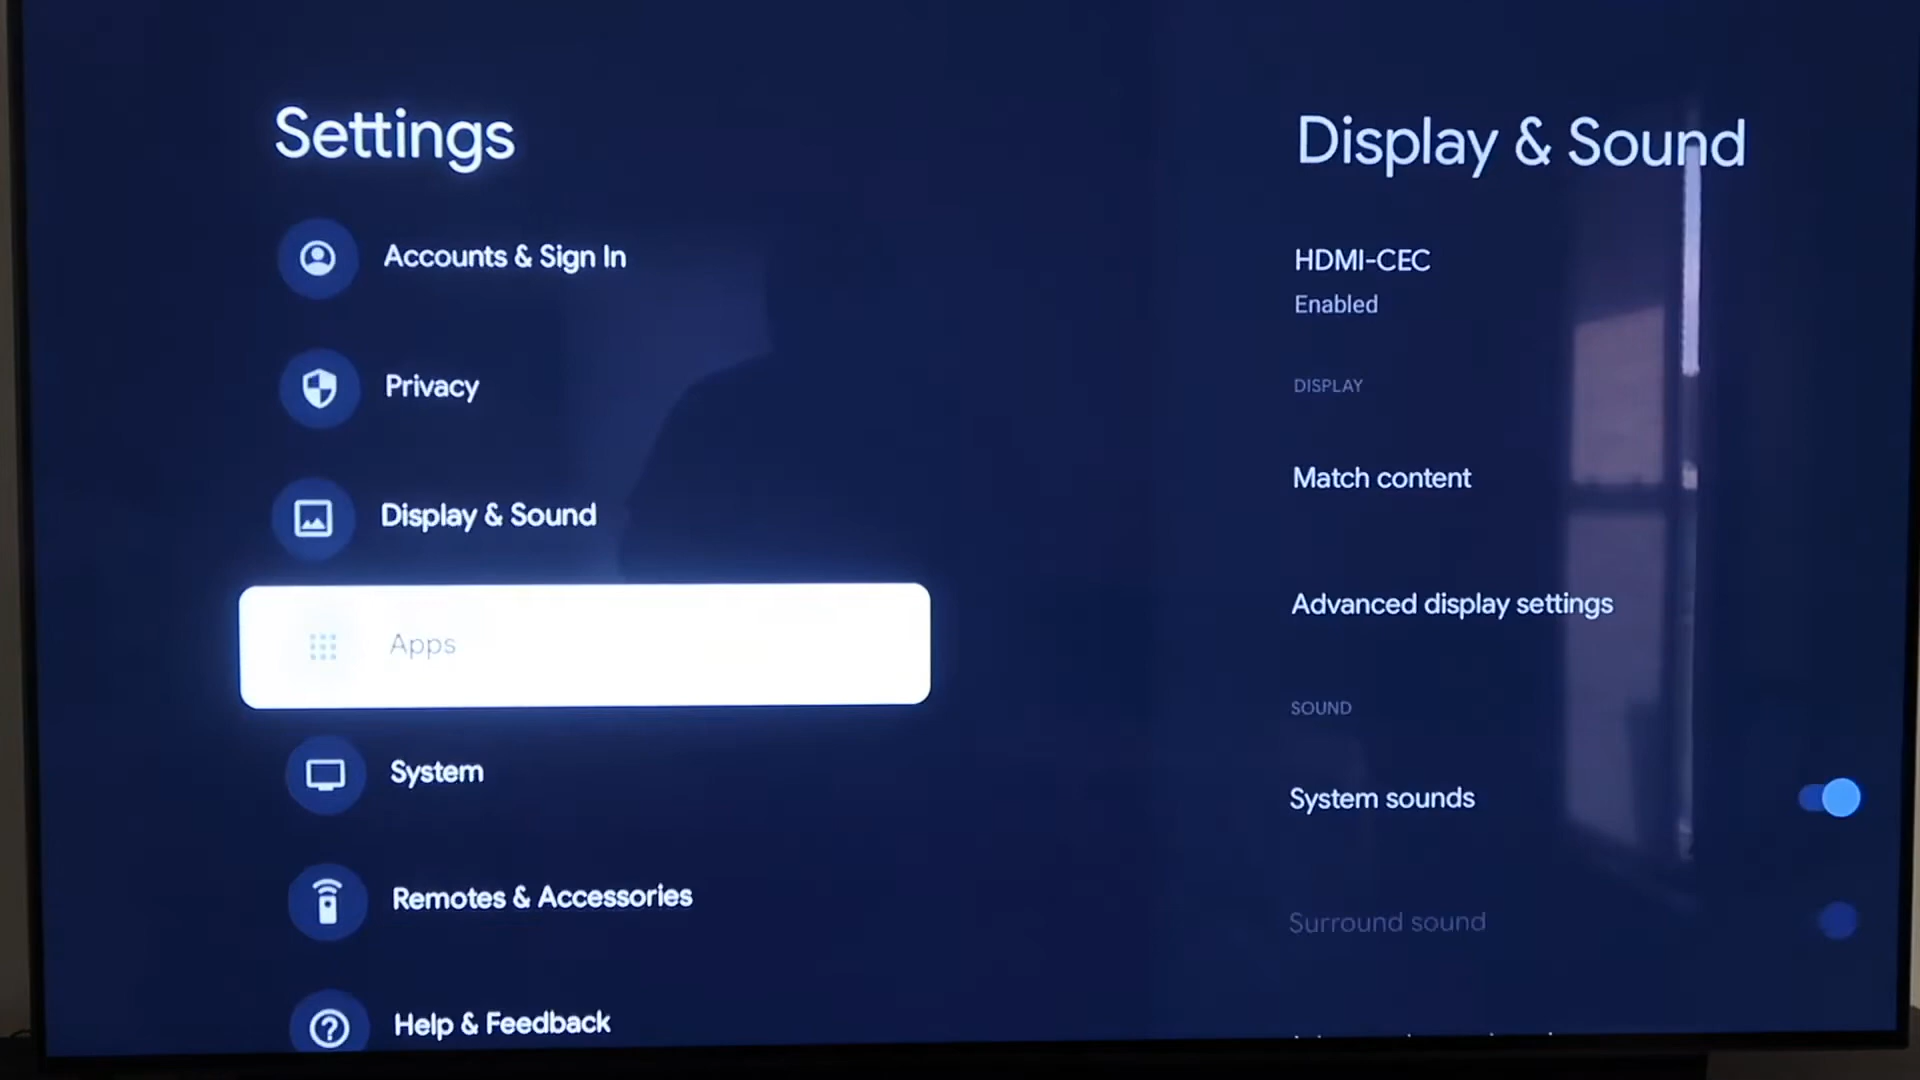 Settings
Accounts & Sign In
Privacy
Display & Sound
Apps
System
Remotes & Accessories
Help & Feedback
Display & Sound
HDMI-CEC
Enabled
DISPLAY
Match content
Advanced display settings
SOUND
System sounds
Surround sound